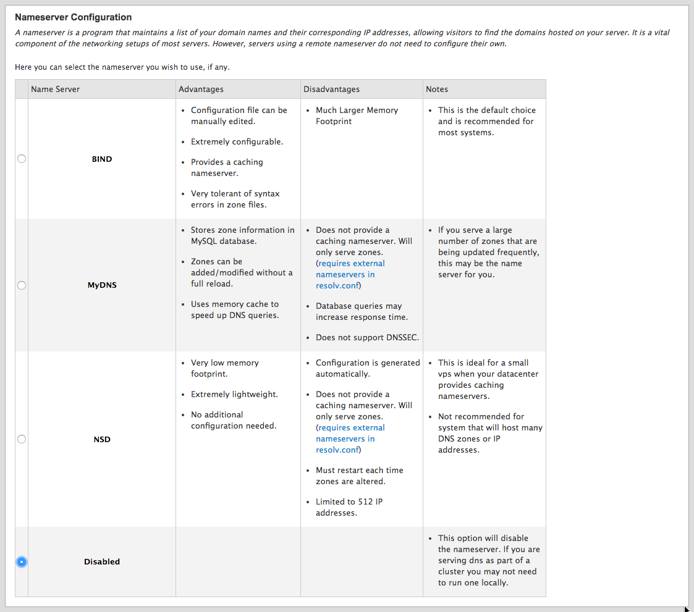 Nameserver Configuration
A nameserver is a program that maintains a list of your domain names and their corresponding IP addresses, allowing visitors to find the domains hosted on your server. It is a vital
component of the networking setups of most servers. However, servers using a remote nameserver do not need to configure their own.
Here you can select the nameserver you wish to use, if any.
Name Server
Advantages
Disadvantages
Notes
BIND
• Configuration file can be
manually edited.
• Extremely configurable.
• Provides a caching
nameserver.
• Very tolerant of syntax
errors in zone files.
• Much Larger Memory
Footprint
• This is the default choice
and is recommended for
most systems.
MyDNS
• Stores zone information in
MySQL database.
• Zones can be
added/modified without a
full reload.
• Uses memory cache to
speed up DNS queries.
• Does not provide a
caching nameserver. Will
only serve zones.
(requires external
nameservers in
resolv.conf)
• Database queries may
increase response time.
• Does not support DNSSEC.
• If you serve a large
number of zones that are
being updated frequently,
this may be the name
server for you.
NSD
• Very low memory
footprint.
• Extremely lightweight.
• No additional
configuration needed.
• Configuration is generated
automatically.
• Does not provide a
caching nameserver. Will
only serve zones.
(requires external
nameservers in
resolv.conf)
• Must restart each time
zones are altered.
• Limited to 512 IP
addresses.
• This is ideal for a small
vps when your datacenter
provides caching
nameservers.
• Not recommended for
system that will host many
DNS zones or IP
addresses.
Disabled
• This option will disable
the nameserver. If you are
serving dns as part of a
cluster you may not need
to run one locally.